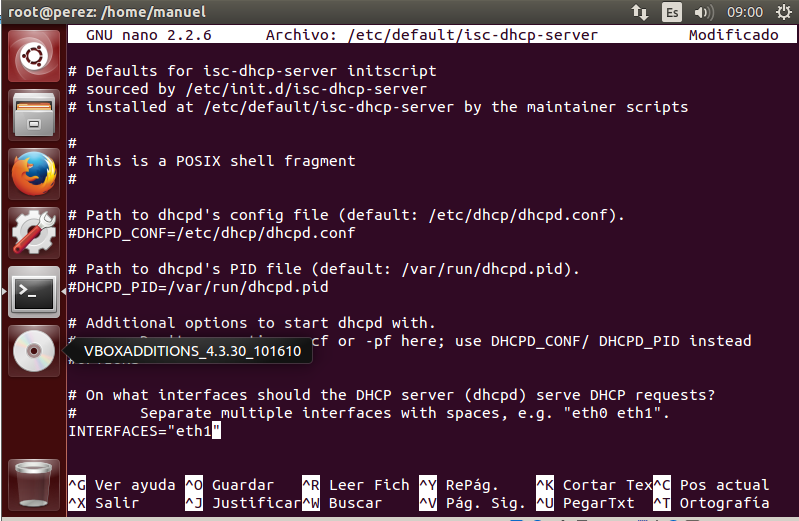 root@perez: /home/manuel
Es
09:00
GNU nano 2.2.6 Archivo: /etc/default/isc-dhcp-server Modificado
# Defaults for isc-dhcp-server initscript
# sourced by /etc/init.d/isc-dhcp-server
# installed at /etc/default/isc-dhcp-server by the maintainer scripts
#
# This is a POSIX shell fragment
#
# Path to dhcpd's config file (default: /etc/dhcp/dhcpd.conf).
#DHCPD_CONF=/etc/dhcp/dhcpd.conf
# Path to dhcpd's PID file (default: /var/run/dhcpd.pid).
#DHCPD_PID=/var/run/dhcpd.pid
# Additional options to start dhcpd with.
# cf or -pf here; use DHCPD_CONF/ DHCPD_PID instead
VBOXADDITIONS_4.3.30_101610
# On what interfaces should the DHCP server (dhcpd) serve DHCP requests?
# Separate multiple interfaces with spaces, e.g. "eth0 eth1".
INTERFACES="eth1"
^G Ver ayuda ^O Guardar ^R Leer Fich ^Y RePág. ^K Cortar Tex ^C Pos actual
^X Salir ^J Justificar ^W Buscar ^V Pág. Sig. ^U PegarTxt ^T Ortografía